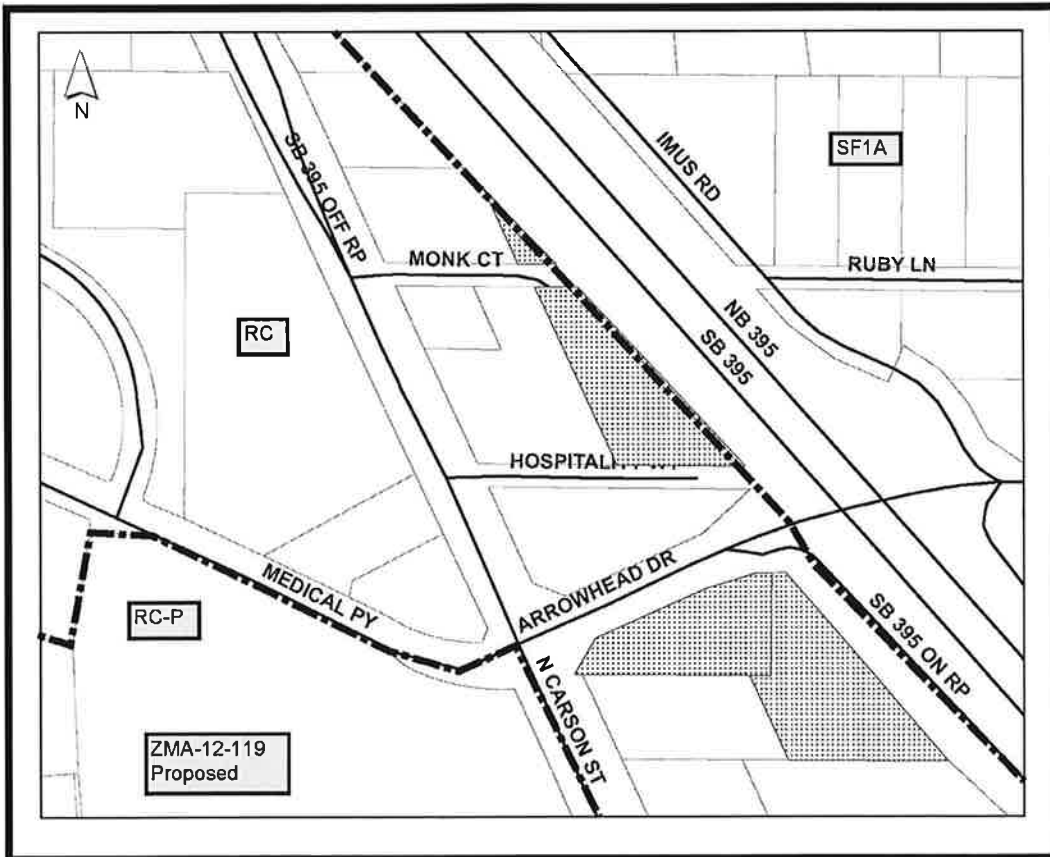 N
SB 395 OFF RP
IMUS RD
SF1A
MONK CT
RUBY LN
RC
NB 395
SB 395
HOSPITAL
MEDICAL PY
ARROWHEAD DR
RC-P
SB 395 ON RP
N CARSON ST
ZMA-12-119
Proposed